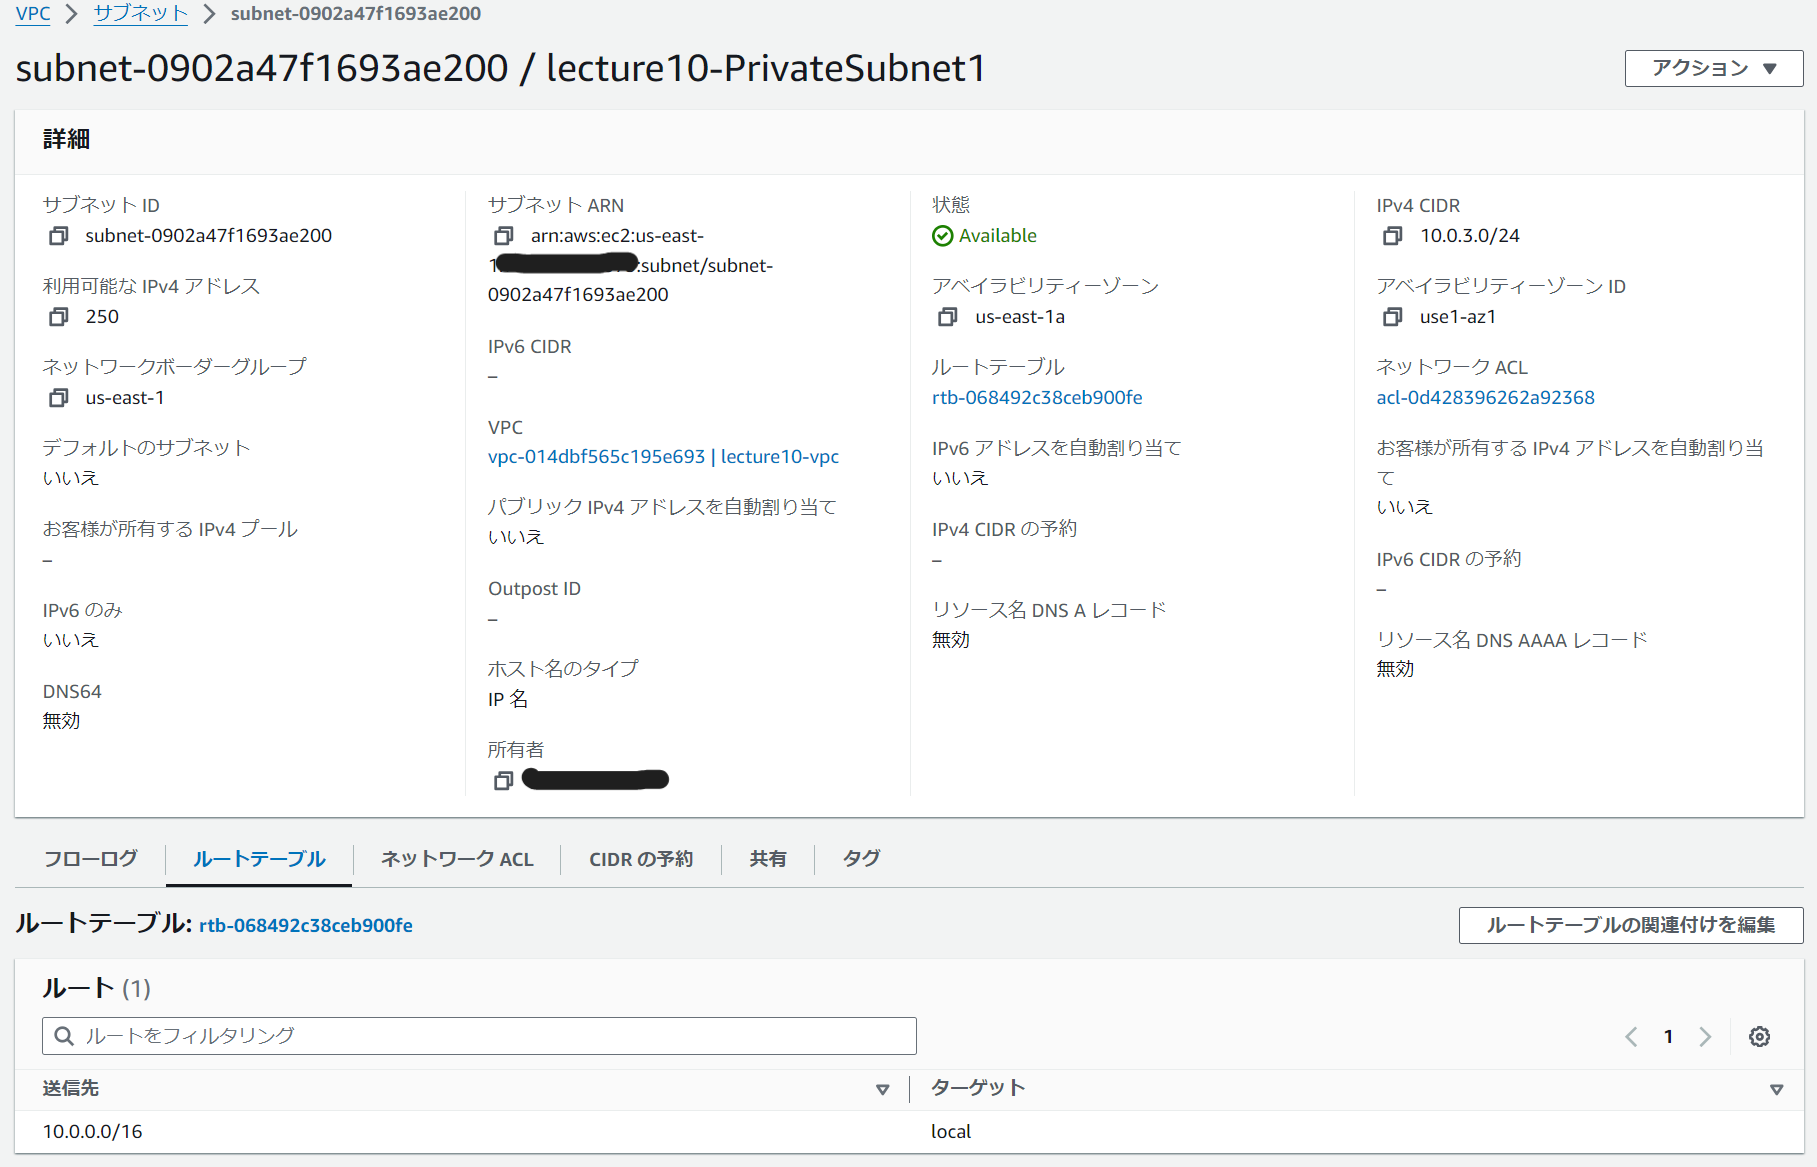 VPC > サブネット > subnet-0902a47f1693ae200
subnet-0902a47f1693ae200 / lecture10-PrivateSubnet1
アクション
詳細
サブネット ID
subnet-0902a47f1693ae200
利用可能な IPv4 アドレス
250
ネットワークボーダーグループ
us-east-1
デフォルトのサブネット
いいえ
お客様が所有する IPv4 プール
–
IPv6 のみ
いいえ
DNS64
無効
サブネット ARN
arn:aws:ec2:us-east-
1:subnet/subnet-
0902a47f1693ae200
IPv6 CIDR
–
VPC
vpc-014dbf565c195e693 | lecture10-vpc
パブリック IPv4 アドレスを自動割り当て
いいえ
Outpost ID
–
ホスト名のタイプ
IP 名
所有者
状態
Available
アベイラビリティーゾーン
us-east-1a
ルートテーブル
rtb-068492c38ceb900fe
IPv6 アドレスを自動割り当て
いいえ
IPv4 CIDR の予約
–
リソース名 DNS A レコード
無効
IPv4 CIDR
10.0.3.0/24
アベイラビリティーゾーン ID
use1-az1
ネットワーク ACL
acl-0d428396262a92368
お客様が所有する IPv4 アドレスを自動割り当
て
いいえ
IPv6 CIDR の予約
–
リソース名 DNS AAAA レコード
無効
フローログ ルートテーブル ネットワーク ACL CIDR の予約 共有 タグ
ルートテーブル: rtb-068492c38ceb900fe
ルートテーブルの関連付けを編集
ルート (1)
ルートをフィルタリング
1
送信先 ターゲット
10.0.0.0/16 local